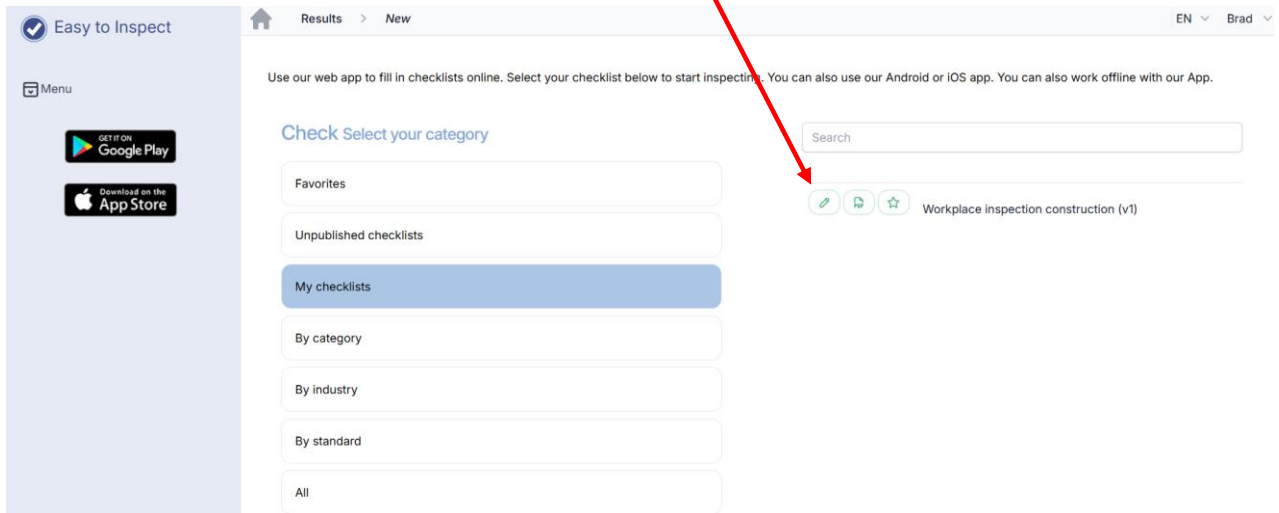 Easy to Inspect
Results > New
EN
Brad
Menu
GET IT ON
Google Play
Download on the
App Store
Use our web app to fill in checklists online. Select your checklist below to start inspecting. You can also use our Android or iOS app. You can also work offline with our App.
Check Select your category
Search
Favorites
Unpublished checklists
My checklists
By category
By industry
By standard
All
PDF
Workplace inspection construction (v1)